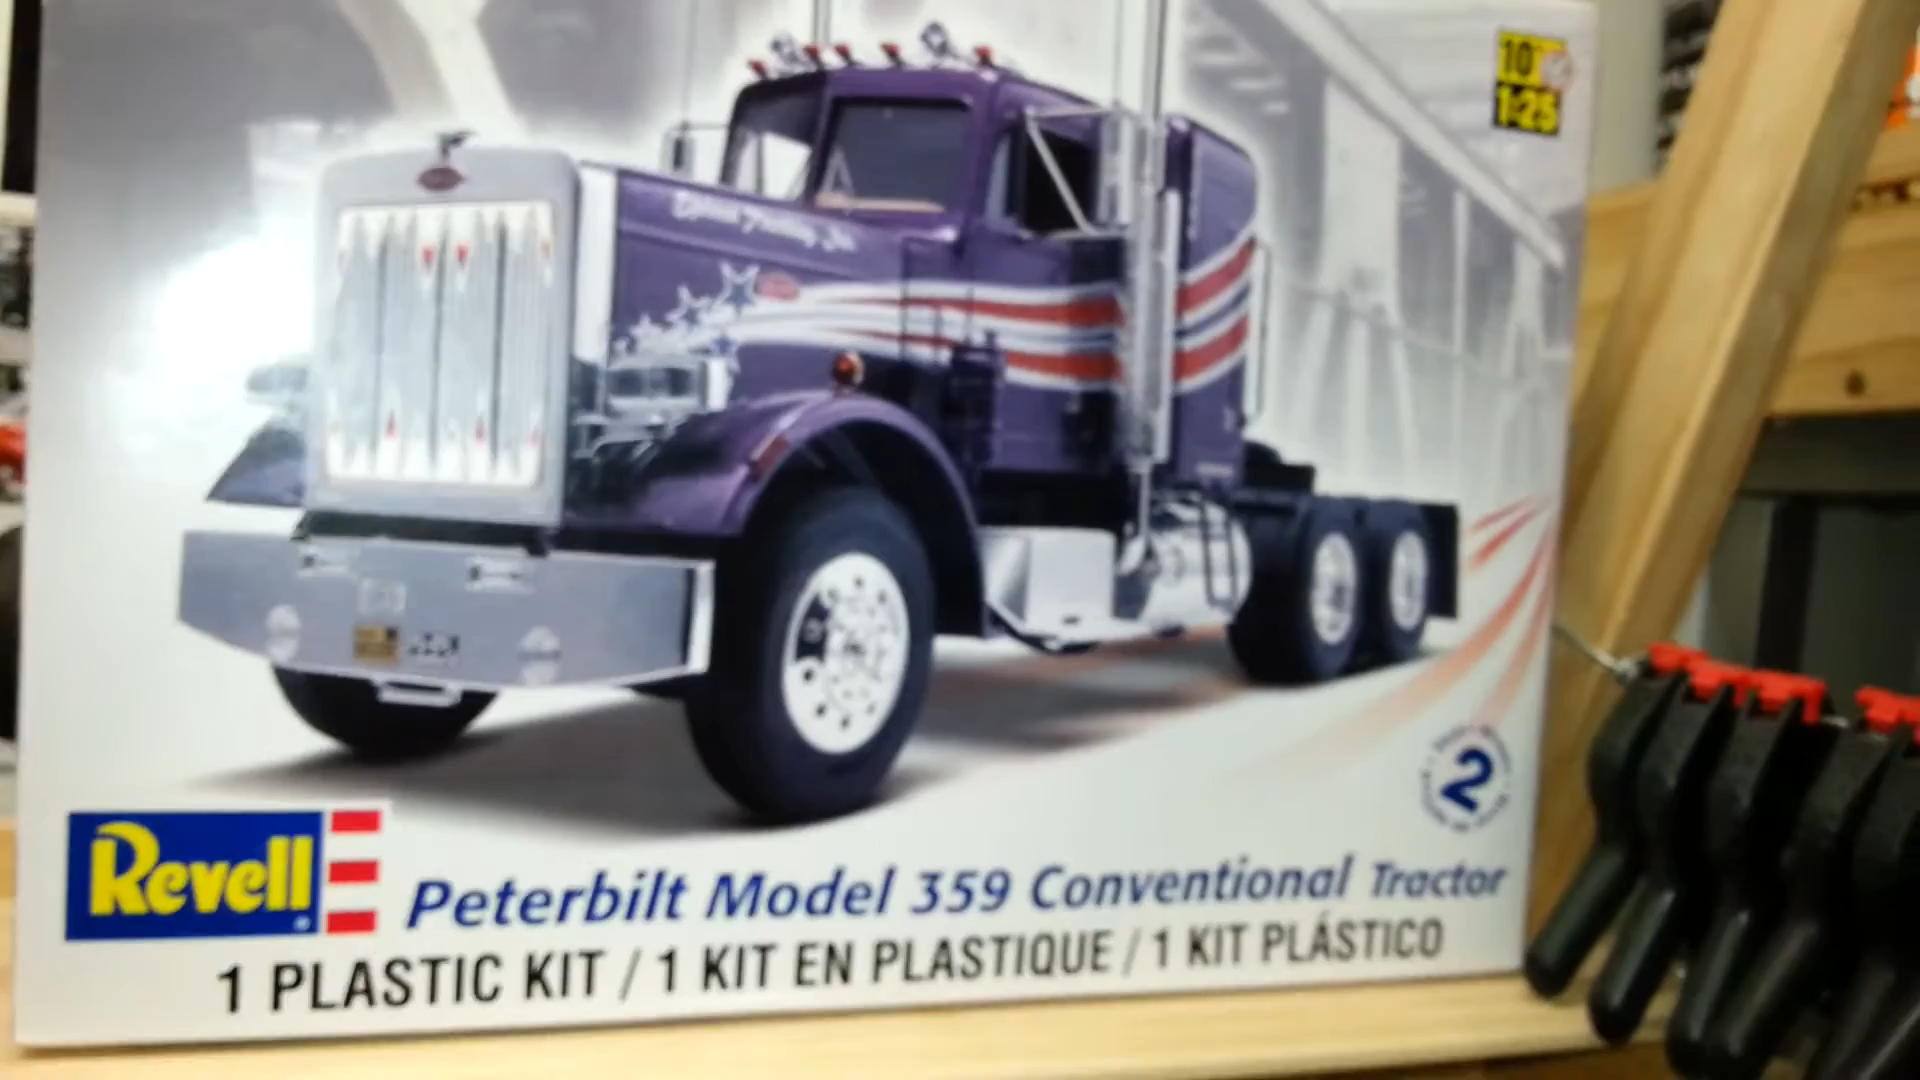 10
1:25
2
Revell
Peterbilt Model 359 Conventional Tractor
1 PLASTIC KIT / 1 KIT EN PLASTIQUE / 1 KIT PLÁSTICO